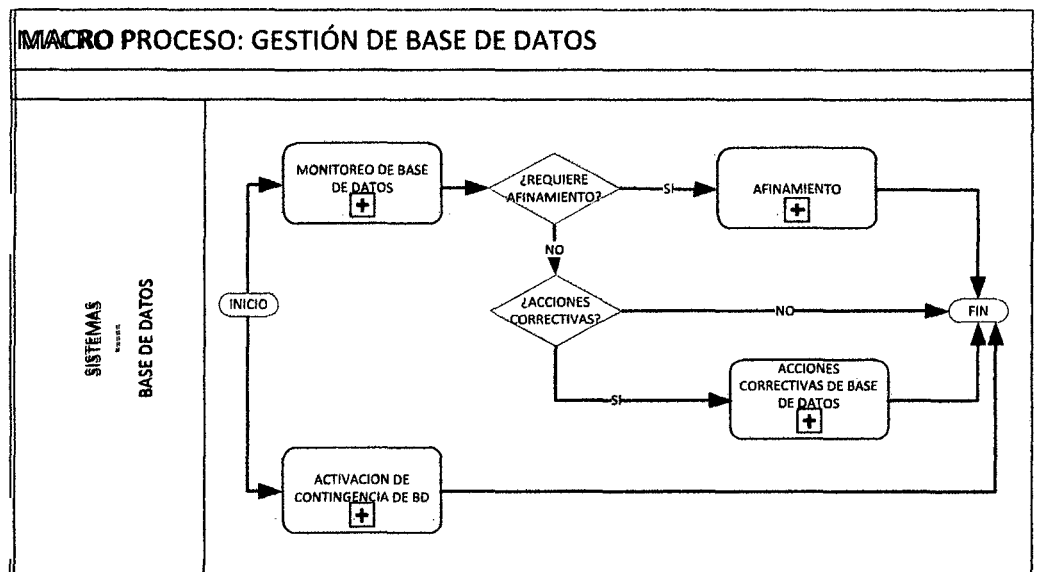 MACRO PROCESO: GESTIÓN DE BASE DE DATOS
SISTEMAS
-----
BASE DE DATOS
INICIO
MONITOREO DE BASE
DE DATOS
+
¿REQUIERE
AFINAMIENTO?
SI
AFINAMIENTO
+
NO
¿ACCIONES
CORRECTIVAS?
NO
FIN
SI
ACCIONES
CORRECTIVAS DE BASE
DE DATOS
+
ACTIVACION DE
CONTINGENCIA DE BD
+